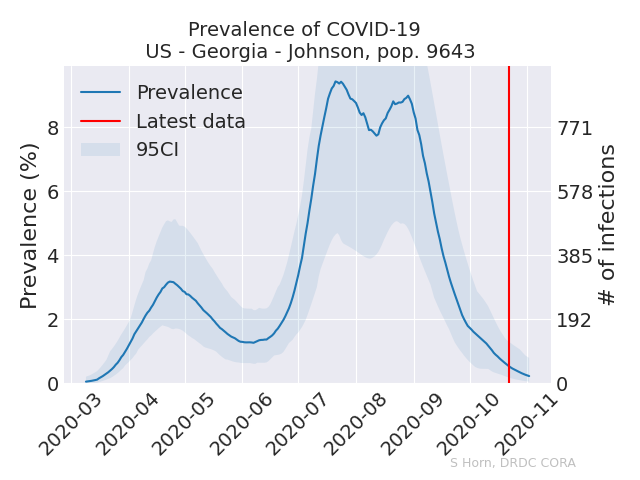 Prevalence of COVID-19
US - Georgia - Johnson, pop. 9643
Prevalence
Latest data
95CI
Prevalence (%)
8
6
4
2
0
771
578
385
192
0
# of infections
2020-03
2020-04
2020-05
2020-06
2020-07
2020-08
2020-09
2020-10
2020-11
S Horn, DRDC CORA